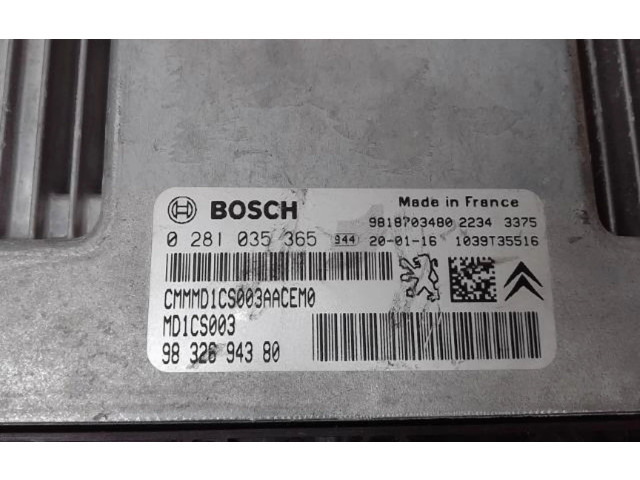 BOSCH
Made in France
9818703480 2234 3375
0 281 035 365 944 20-01-16 1039T35516
CMMMD1CS003AACEM0
MD1CS003
98 326 943 80